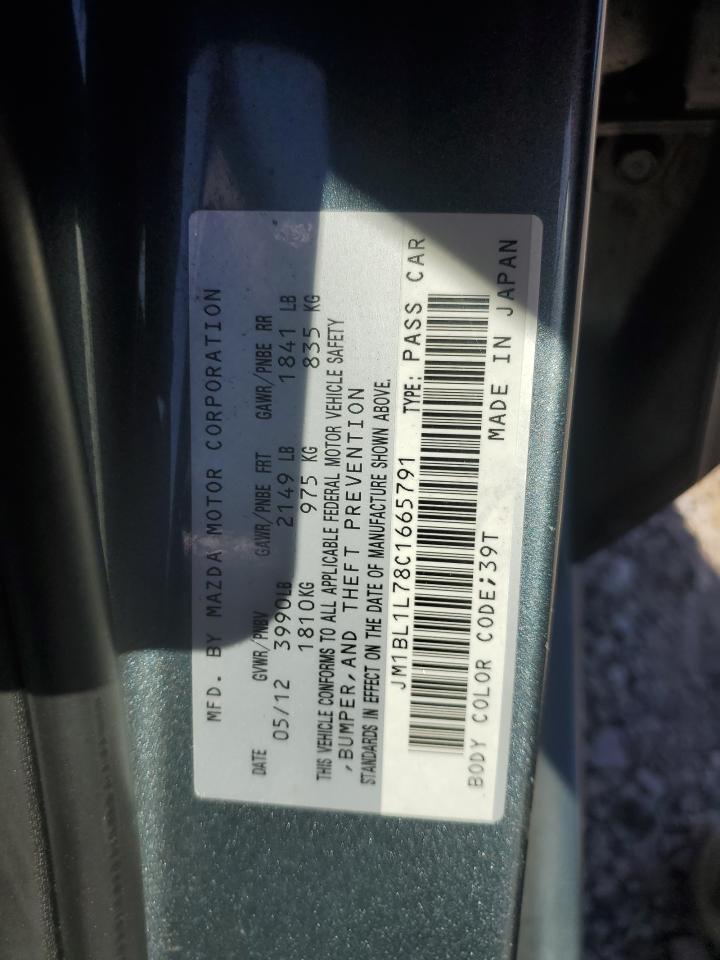 MFD. BY MAZDA MOTOR CORPORATION
DATE GVWR/PNBV GAWR/PNBE FRT GAWR/PNBE RR
05/12 3990LB 2149 LB 1841 LB
1810KG 975 KG 835 KG
THIS VEHICLE CONFORMS TO ALL APPLICABLE FEDERAL MOTOR VEHICLE SAFETY
,BUMPER,AND THEFT PREVENTION
STANDARDS IN EFFECT ON THE DATE OF MANUFACTURE SHOWN ABOVE.
JM1BL1L78C1665791 TYPE: PASS CAR
BODY COLOR CODE;39T MADE IN JAPAN